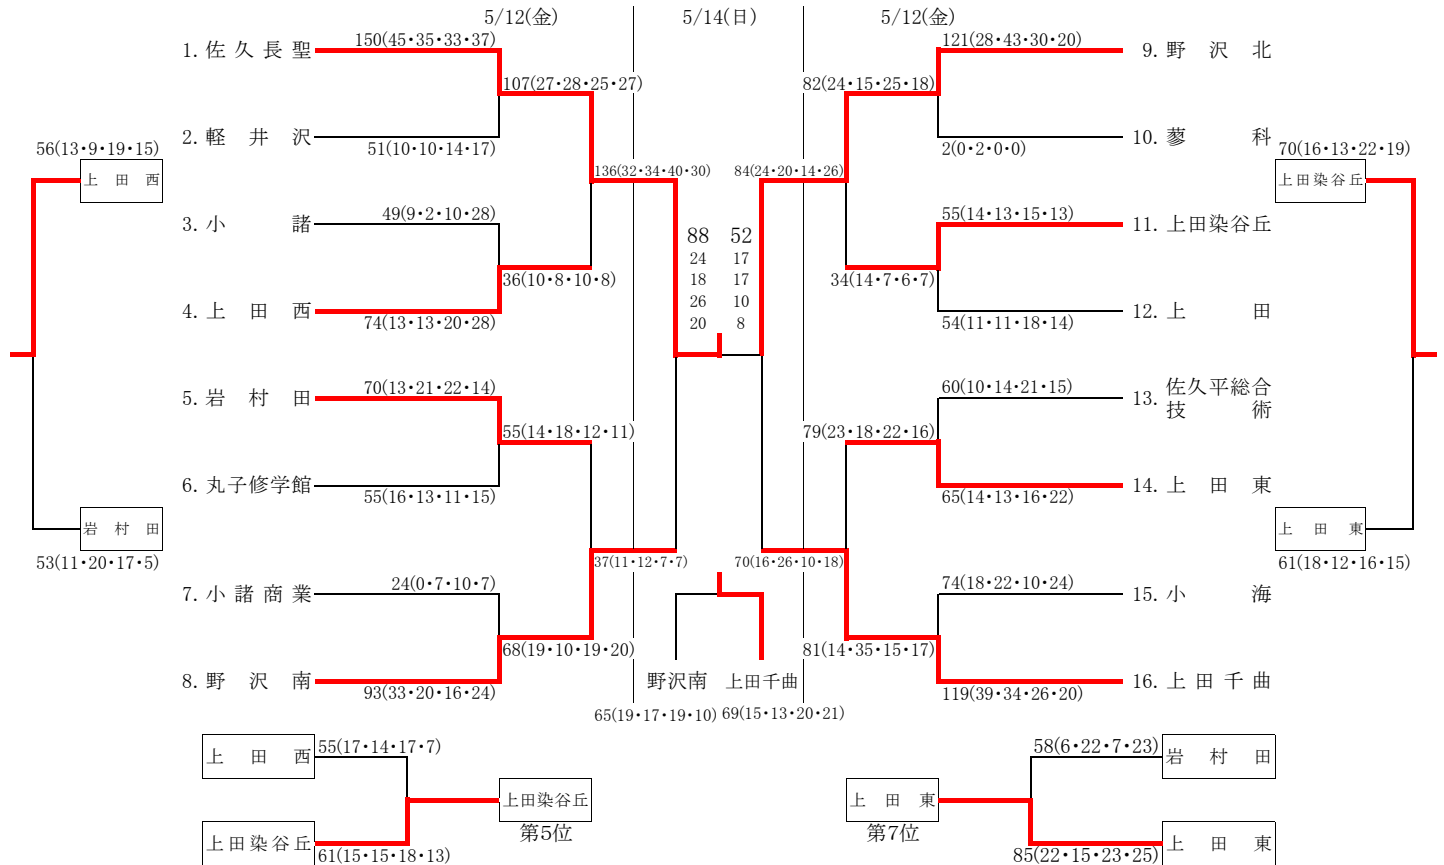 5/12(金) 5/14(日) 5/12(金)
1. 佐久長聖 150(45・35・33・37) 121(28・43・30・20) 9. 野沢北
107(27・28・25・27) 82(24・15・25・18)
2. 軽井沢 51(10・10・14・17) 2(0・2・0・0) 10. 蓼科
56(13・9・19・15) 70(16・13・22・19)
上田西 136(32・34・40・30) 84(24・20・14・26) 上田染谷丘
3. 小諸 49(9・2・10・28) 55(14・13・15・13) 11. 上田染谷丘
88 52
24 17
18 17
26 10
20 8
36(10・8・10・8) 34(14・7・6・7)
4. 上田西 74(13・13・20・28) 54(11・11・18・14) 12. 上田
5. 岩村田 70(13・21・22・14) 60(10・14・21・15) 13. 佐久平総合
技術
55(14・18・12・11) 79(23・18・22・16)
6. 丸子修学館 55(16・13・11・15) 65(14・13・16・22) 14. 上田東
岩村田 上田東
53(11・20・17・5) 37(11・12・7・7) 70(16・26・10・18) 61(18・12・16・15)
7. 小諸商業 24(0・7・10・7) 74(18・22・10・24) 15. 小海
68(19・10・19・20) 81(14・35・15・17)
8. 野沢南 93(33・20・16・24) 119(39・34・26・20) 16. 上田千曲
野沢南 上田千曲
65(19・17・19・10) 69(15・13・20・21)
上田西 55(17・14・17・7) 58(6・22・7・23) 岩村田
上田染谷丘 上田東
第5位 第7位
上田染谷丘 61(15・15・18・13) 85(22・15・23・25) 上田東